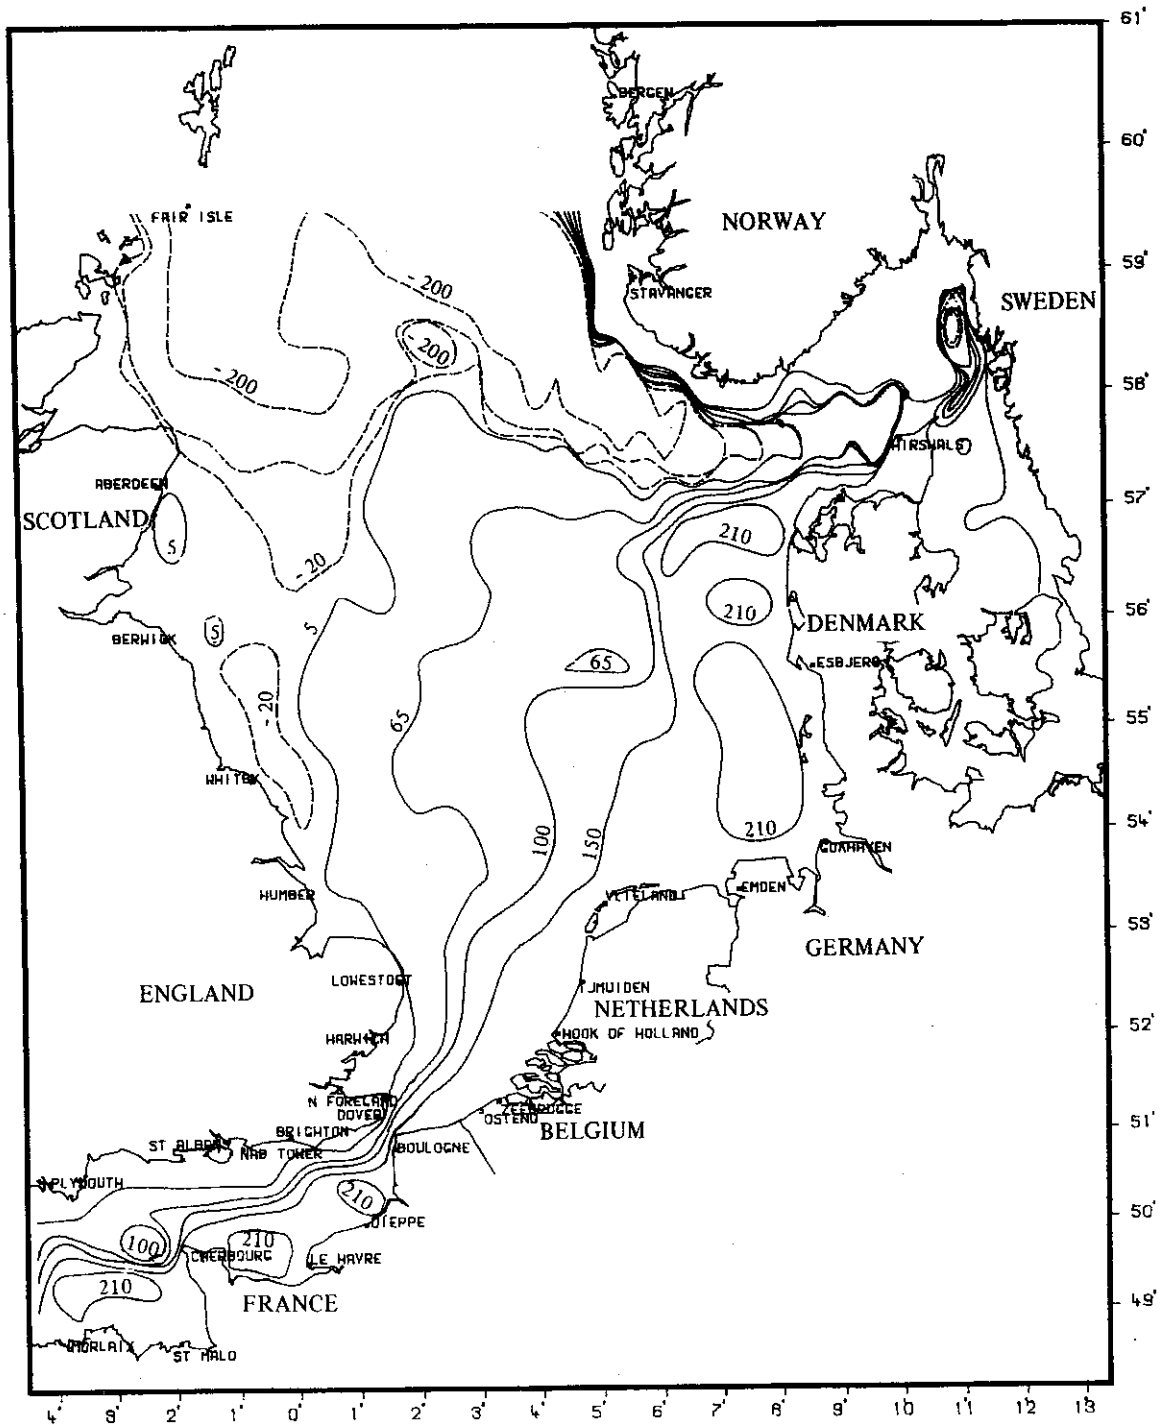 61°
BERGEN
60°
FAIR ISLE
NORWAY
59°
- 200
STAVANGER
SWEDEN
- 200
- 200
58°
HIRSHALS
ABERDEEN
57°
SCOTLAND
5
210
- 20
56°
5
5
210
BERWICK
DENMARK
65
ESBJERG
- 20
65
55°
WHITBY
54°
210
100
150
CUXHAVEN
EMDEN
HUMBER
VLIELAND
53°
GERMANY
LOWESTOFT
IJMUIDEN
ENGLAND
NETHERLANDS
HARWICH
HOOK OF HOLLAND
52°
N FORELAND
ZEEBRUGGE
DOVER
OSTEND
51°
BRIGHTON
BELGIUM
ST ALBANS
NAB TOWER
BOULOGNE
PLYMOUTH
210
50°
DIEPPE
100
210
CHERBOURG
LE HAVRE
210
FRANCE
49°
MORLAIX
ST MALO
4° 3° 2° 1° 0° 1° 2° 3° 4° 5° 6° 7° 8° 9° 10 11° 12° 13°